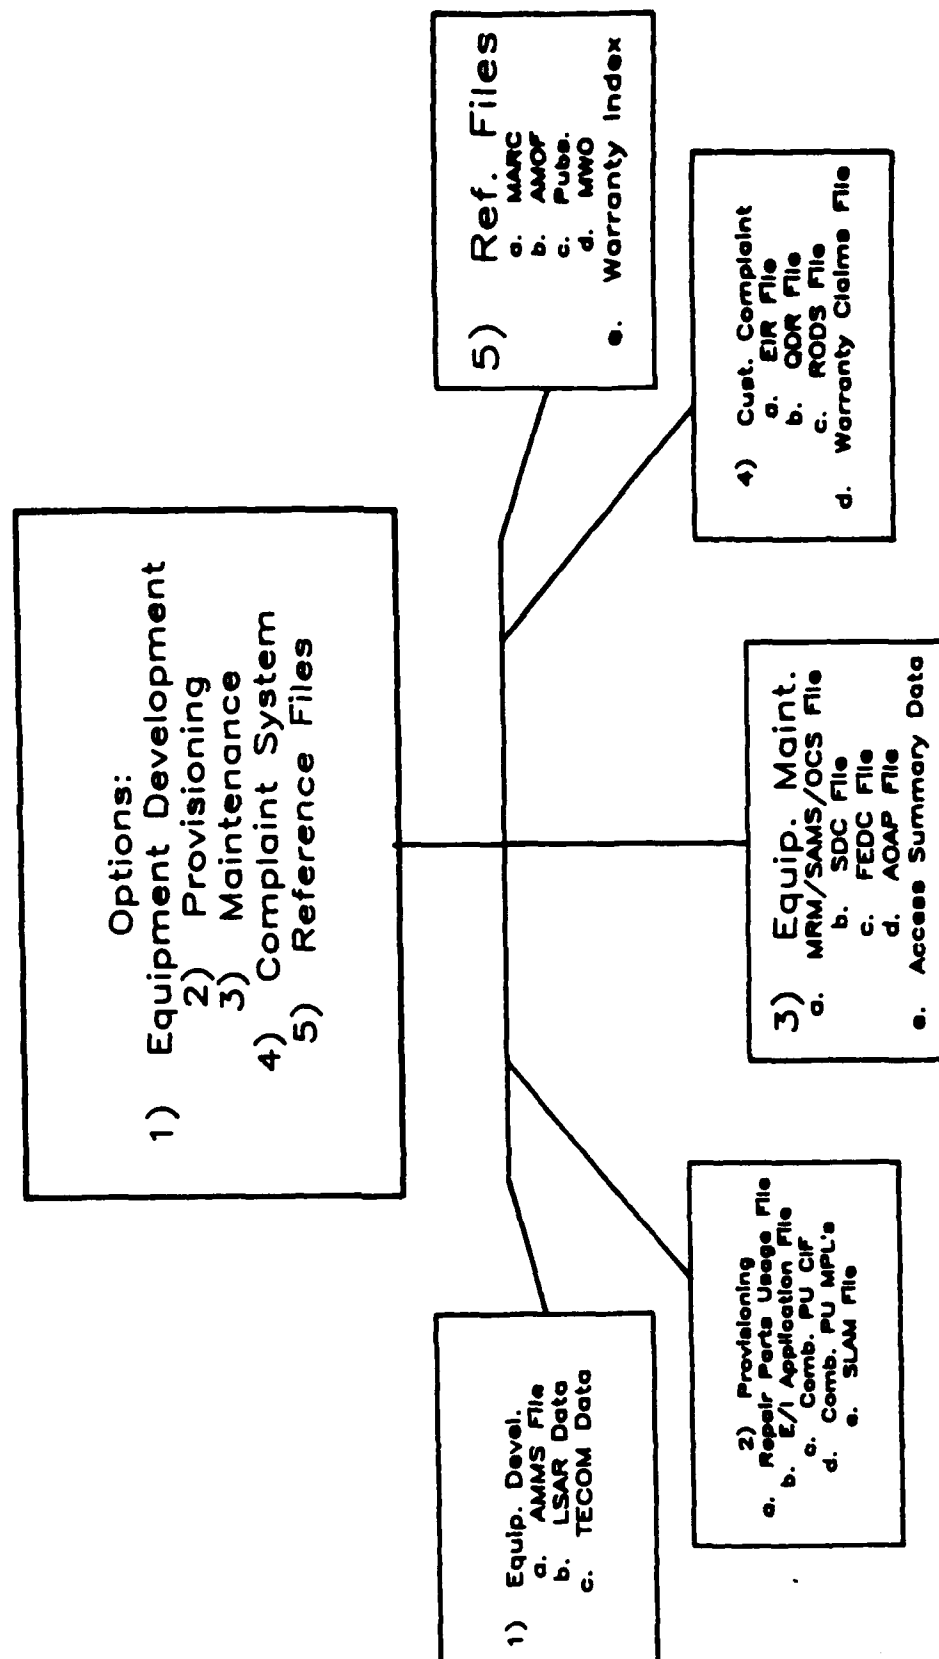 Options:
1) Equipment Development
2) Provisioning
3) Maintenance
4) Complaint System
5) Reference Files
1) Equip. Devel.
a. AMMS File
b. LSAR Data
c. TECOM Data
2) Provisioning
a. Repair Parts Usage File
b. E/I Application File
c. Comb. PU CIF
d. Comb. PU MPL's
e. SLAM File
3) Equip. Maint.
a. MRM/SAMS/OCS File
b. SDC File
c. FEDC File
d. AOAP File
e. Access Summary Data
4) Cust. Complaint
a. EIR File
b. QDR File
c. RODS File
d. Warranty Claims File
5) Ref. Files
a. MARC
b. AMDF
c. Pubs.
d. MWO
e. Warranty Index